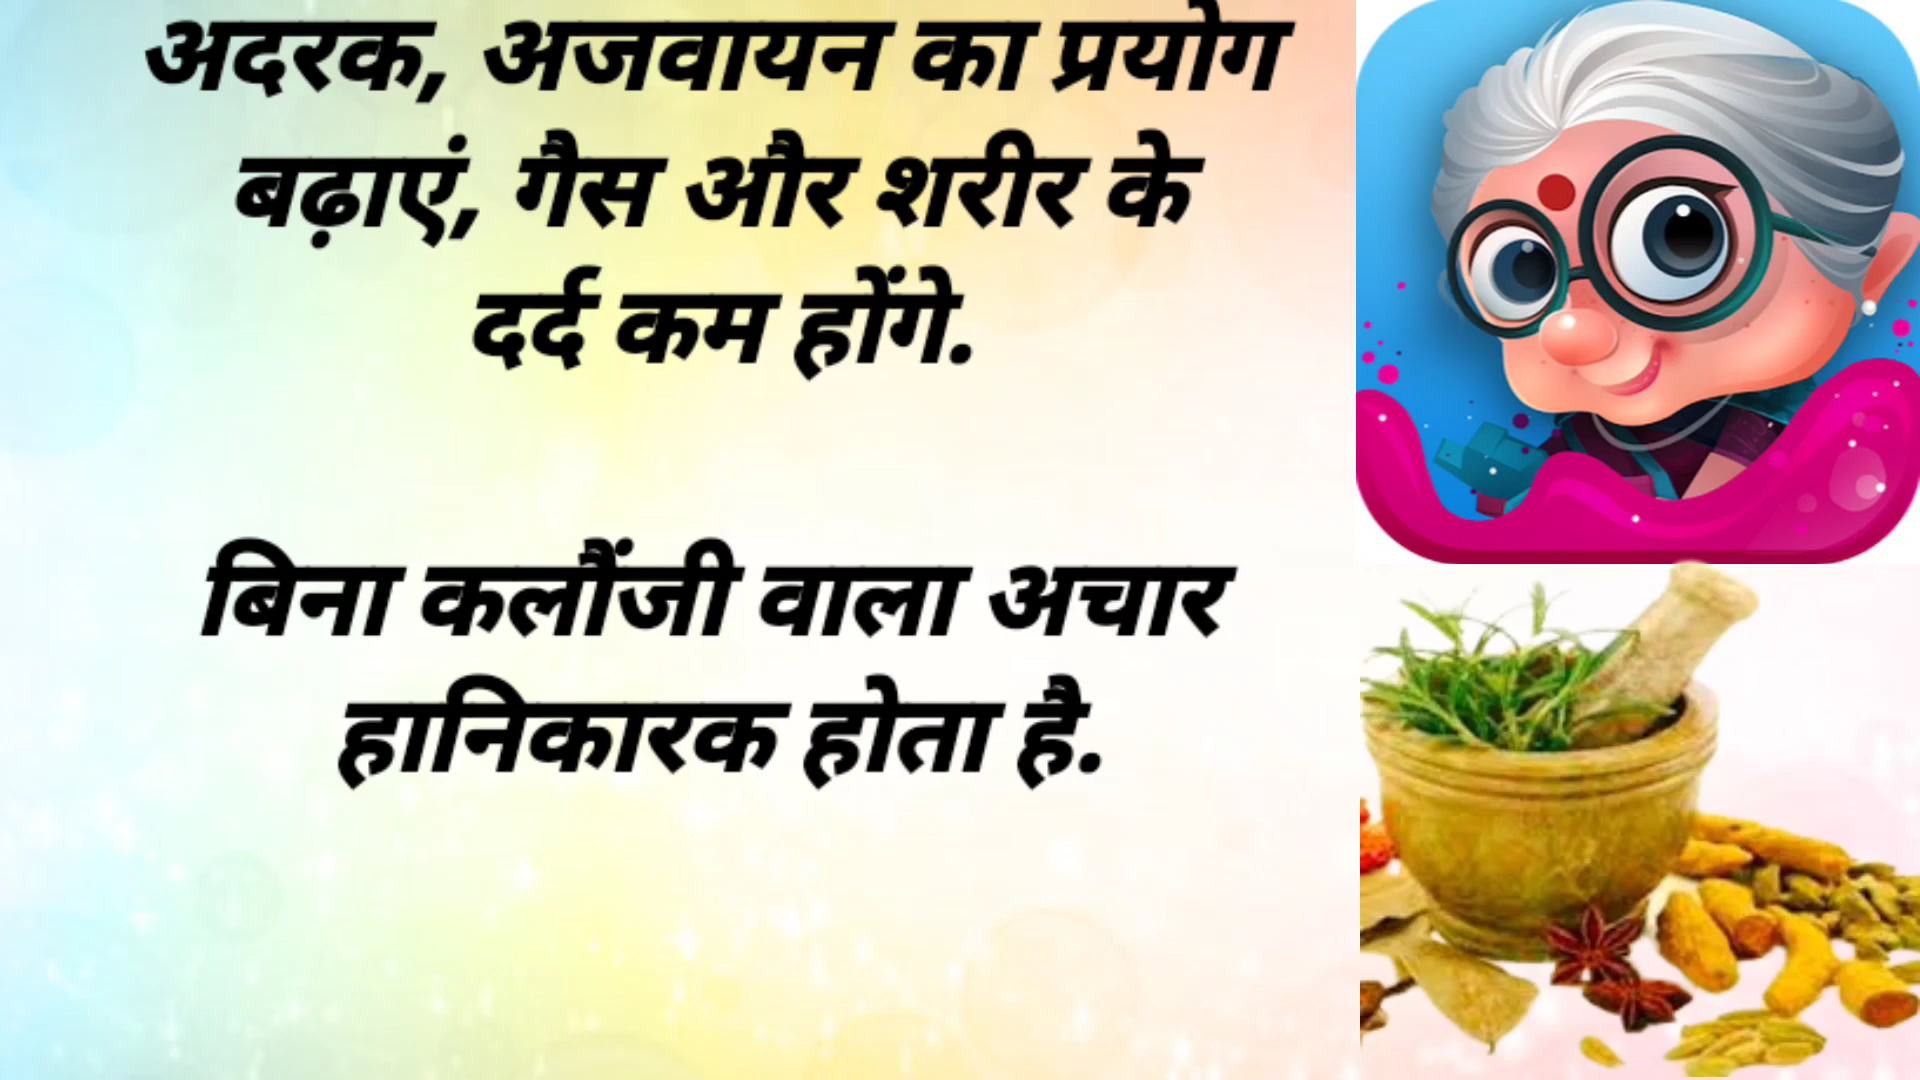 अदरक, अजवायन का प्रयोग
बढ़ाएं, गैस और शरीर के
दर्द कम होंगे.
बिना कलौंजी वाला अचार
हानिकारक होता है.